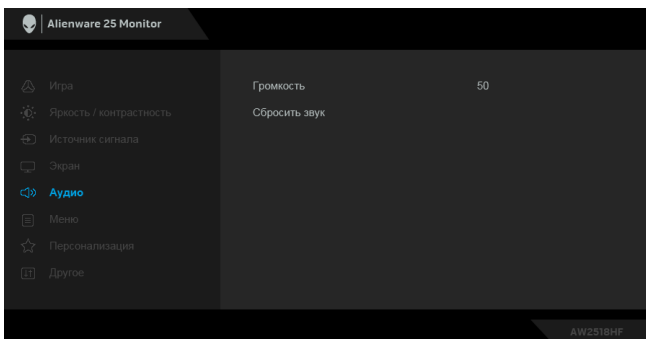 Alienware 25 Monitor
Игра
Яркость / контрастность
Источник сигнала
Экран
Аудио
Меню
Персонализация
Другое
Громкость 50
Сбросить звук
AW2518HF